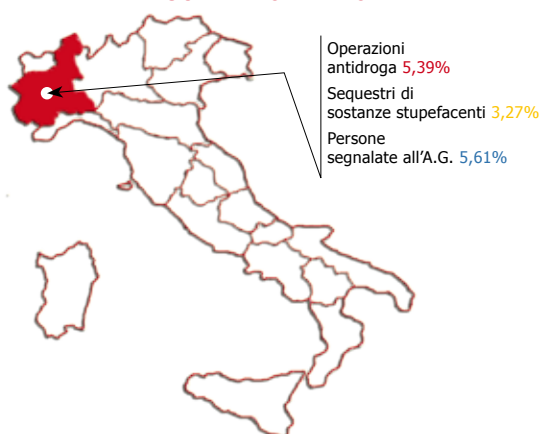 Operazioni
antidroga 5,39%
Sequestri di
sostanze stupefacenti 3,27%
Persone
segnalate all'A.G. 5,61%